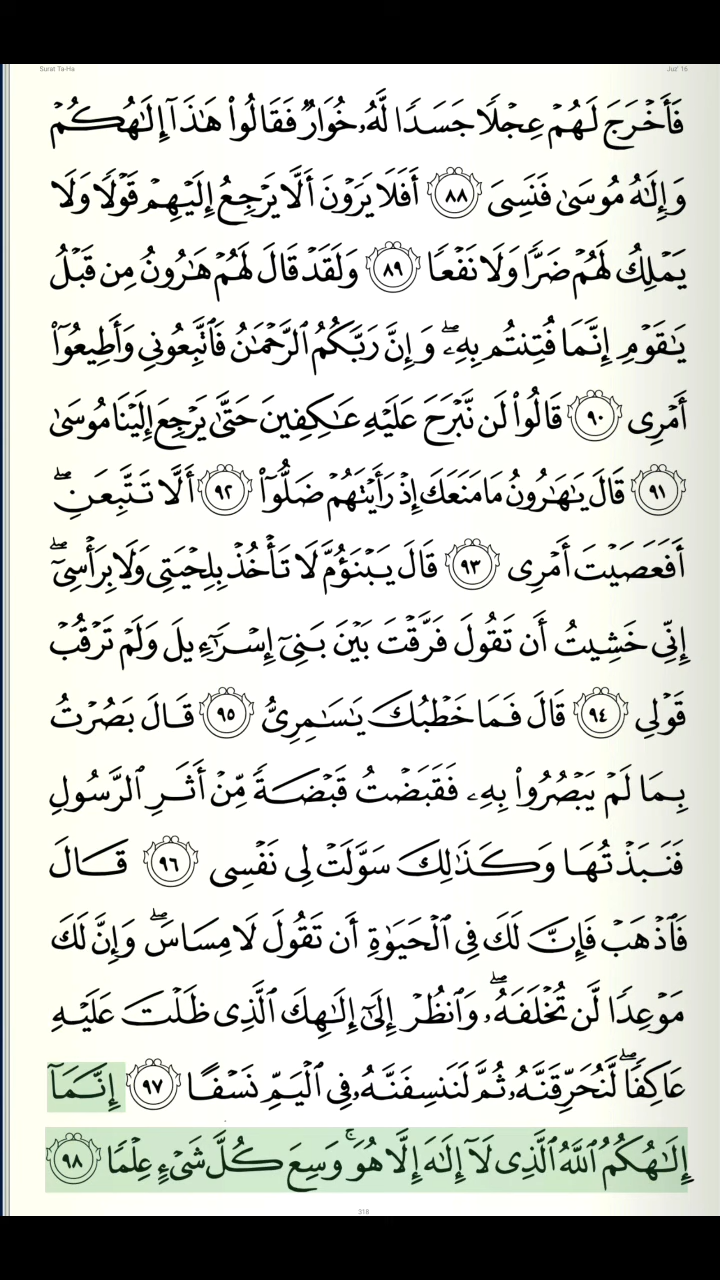 Surat Ta-Ha
Juz' 16
فَأَخْرَجَ لَهُمْ عِجْلًا جَسَدًا لَّهُۥ خُوَارٌ فَقَالُوا۟ هَـٰذَآ إِلَـٰهُكُمْ
وَإِلَـٰهُ مُوسَىٰ فَنَسِىَ ٨٨ أَفَلَا يَرَوْنَ أَلَّا يَرْجِعُ إِلَيْهِمْ قَوْلًا وَلَا
يَمْلِكُ لَهُمْ ضَرًّا وَلَا نَفْعًا ٨٩ وَلَقَدْ قَالَ لَهُمْ هَـٰرُونُ مِن قَبْلُ
يَـٰقَوْمِ إِنَّمَا فُتِنتُم بِهِۦۖ وَإِنَّ رَبَّكُمُ ٱلرَّحْمَـٰنُ فَٱتَّبِعُونِى وَأَطِيعُوٓا۟
أَمْرِى ٩٠ قَالُوا۟ لَن نَّبْرَحَ عَلَيْهِ عَـٰكِفِينَ حَتَّىٰ يَرْجِعَ إِلَيْنَا مُوسَىٰ
٩١ قَالَ يَـٰهَـٰرُونُ مَا مَنَعَكَ إِذْ رَأَيْتَهُمْ ضَلُّوٓا۟ ٩٢ أَلَّا تَتَّبِعَنِۖ
أَفَعَصَيْتَ أَمْرِى ٩٣ قَالَ يَبْنَؤُمَّ لَا تَأْخُذْ بِلِحْيَتِى وَلَا بِرَأْسِىٓۖ
إِنِّى خَشِيتُ أَن تَقُولَ فَرَّقْتَ بَيْنَ بَنِىٓ إِسْرَٰٓءِيلَ وَلَمْ تَرْقُبْ
قَوْلِى ٩٤ قَالَ فَمَا خَطْبُكَ يَـٰسَـٰمِرِىُّ ٩٥ قَالَ بَصُرْتُ
بِمَا لَمْ يَبْصُرُوا۟ بِهِۦ فَقَبَضْتُ قَبْضَةً مِّنْ أَثَرِ ٱلرَّسُولِ
فَنَبَذْتُهَا وَكَذَٰلِكَ سَوَّلَتْ لِى نَفْسِى ٩٦ قَالَ
فَٱذْهَبْ فَإِنَّ لَكَ فِى ٱلْحَيَوٰةِ أَن تَقُولَ لَا مِسَاسَۖ وَإِنَّ لَكَ
مَوْعِدًا لَّن تُخْلَفَهُۥۖ وَٱنظُرْ إِلَىٰٓ إِلَـٰهِكَ ٱلَّذِى ظَلْتَ عَلَيْهِ
عَاكِفًاۖ لَّنُحَرِّقَنَّهُۥ ثُمَّ لَنَنسِفَنَّهُۥ فِى ٱلْيَمِّ نَسْفًا ٩٧ إِنَّمَآ
إِلَـٰهُكُمُ ٱللَّهُ ٱلَّذِى لَآ إِلَـٰهَ إِلَّا هُوَۚ وَسِعَ كُلَّ شَىْءٍ عِلْمًا ٩٨
318